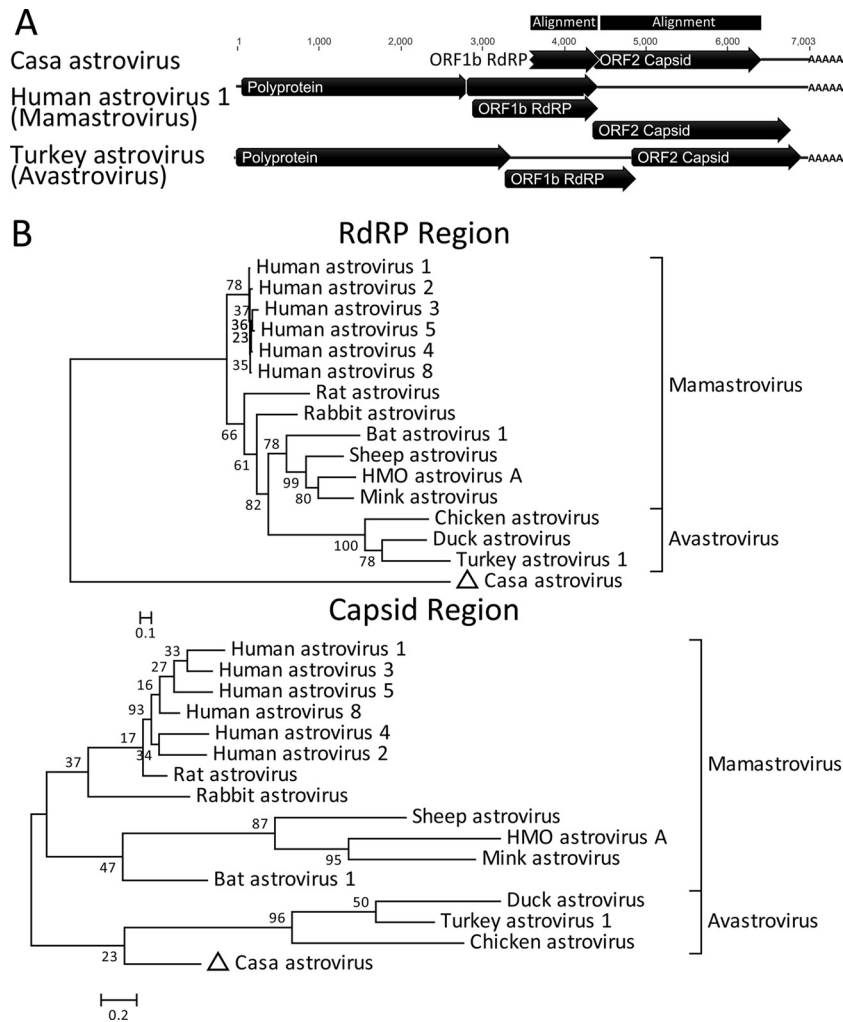 A
Alignment Alignment
1 1,000 2,000 3,000 4,000 5,000 6,000 7,003
Casa astrovirus ORF1b RdRP ORF2 Capsid AAAAA
Human astrovirus 1 Polyprotein AAAAA
(Mamastrovirus) ORF1b RdRP
ORF2 Capsid
Turkey astrovirus Polyprotein ORF2 Capsid AAAAA
(Avastrovirus) ORF1b RdRP
B
RdRP Region
Human astrovirus 1
78 Human astrovirus 2
37 Human astrovirus 3
36 Human astrovirus 5
23 Human astrovirus 4
35 Human astrovirus 8
Rat astrovirus
Mamastrovirus
Rabbit astrovirus
66
Bat astrovirus 1
78
61 Sheep astrovirus
99 HMO astrovirus A
80 Mink astrovirus
82
Chicken astrovirus
Duck astrovirus Avastrovirus
100
78 Turkey astrovirus 1
Casa astrovirus
Capsid Region
0.1
33 Human astrovirus 1
27 Human astrovirus 3
16 Human astrovirus 5
93 Human astrovirus 8
17 Human astrovirus 4
34 Human astrovirus 2
37 Rat astrovirus
Mamastrovirus
Rabbit astrovirus
Sheep astrovirus
87
HMO astrovirus A
95 Mink astrovirus
47
Bat astrovirus 1
50 Duck astrovirus
96 Turkey astrovirus 1 Avastrovirus
Chicken astrovirus
23 Casa astrovirus
0.2